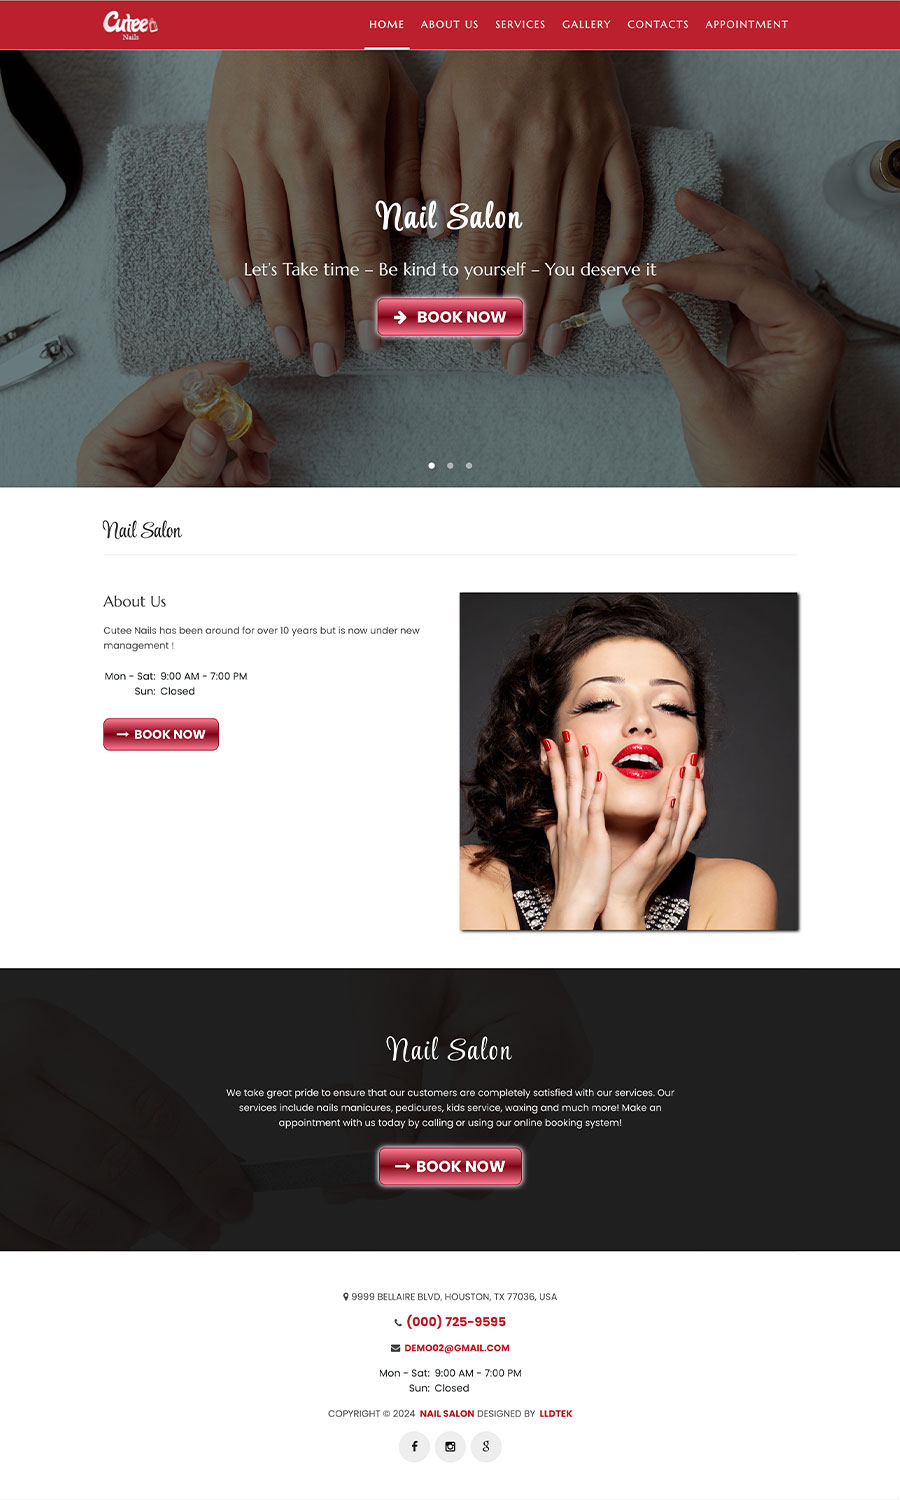 Cutee
Nails
HOME ABOUT US SERVICES GALLERY CONTACTS APPOINTMENT
Nail Salon
Let's Take time – Be kind to yourself – You deserve it
BOOK NOW
Nail Salon
About Us
Cutee Nails has been around for over 10 years but is now under new
management !
Mon - Sat: 9:00 AM - 7:00 PM
Sun: Closed
BOOK NOW
Nail Salon
We take great pride to ensure that our customers are completely satisfied with our services. Our
services include nails manicures, pedicures, kids service, waxing and much more! Make an
appointment with us today by calling or using our online booking system!
BOOK NOW
9999 BELLAIRE BLVD, HOUSTON, TX 77036, USA
(000) 725-9595
DEMO02@GMAIL.COM
Mon - Sat: 9:00 AM - 7:00 PM
Sun: Closed
COPYRIGHT © 2024 NAIL SALON DESIGNED BY LLDTEK